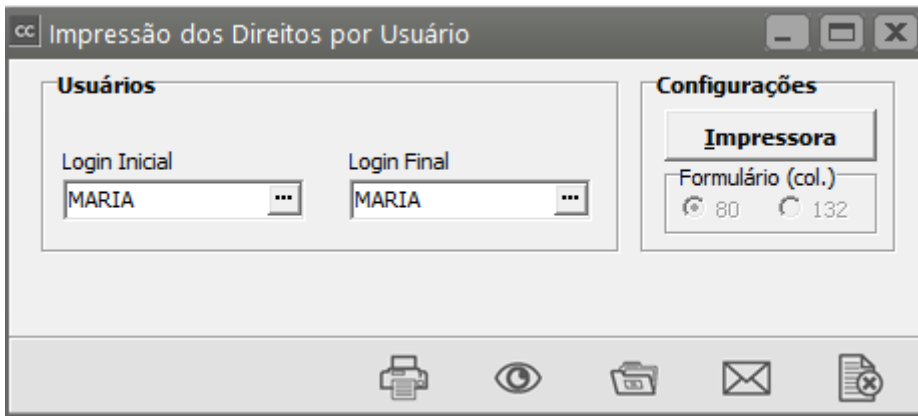 cc Impressão dos Direitos por Usuário
Usuários
Login Inicial
MARIA ...
Login Final
MARIA ...
Configurações
Impressora
Formulário (col.)
80 132